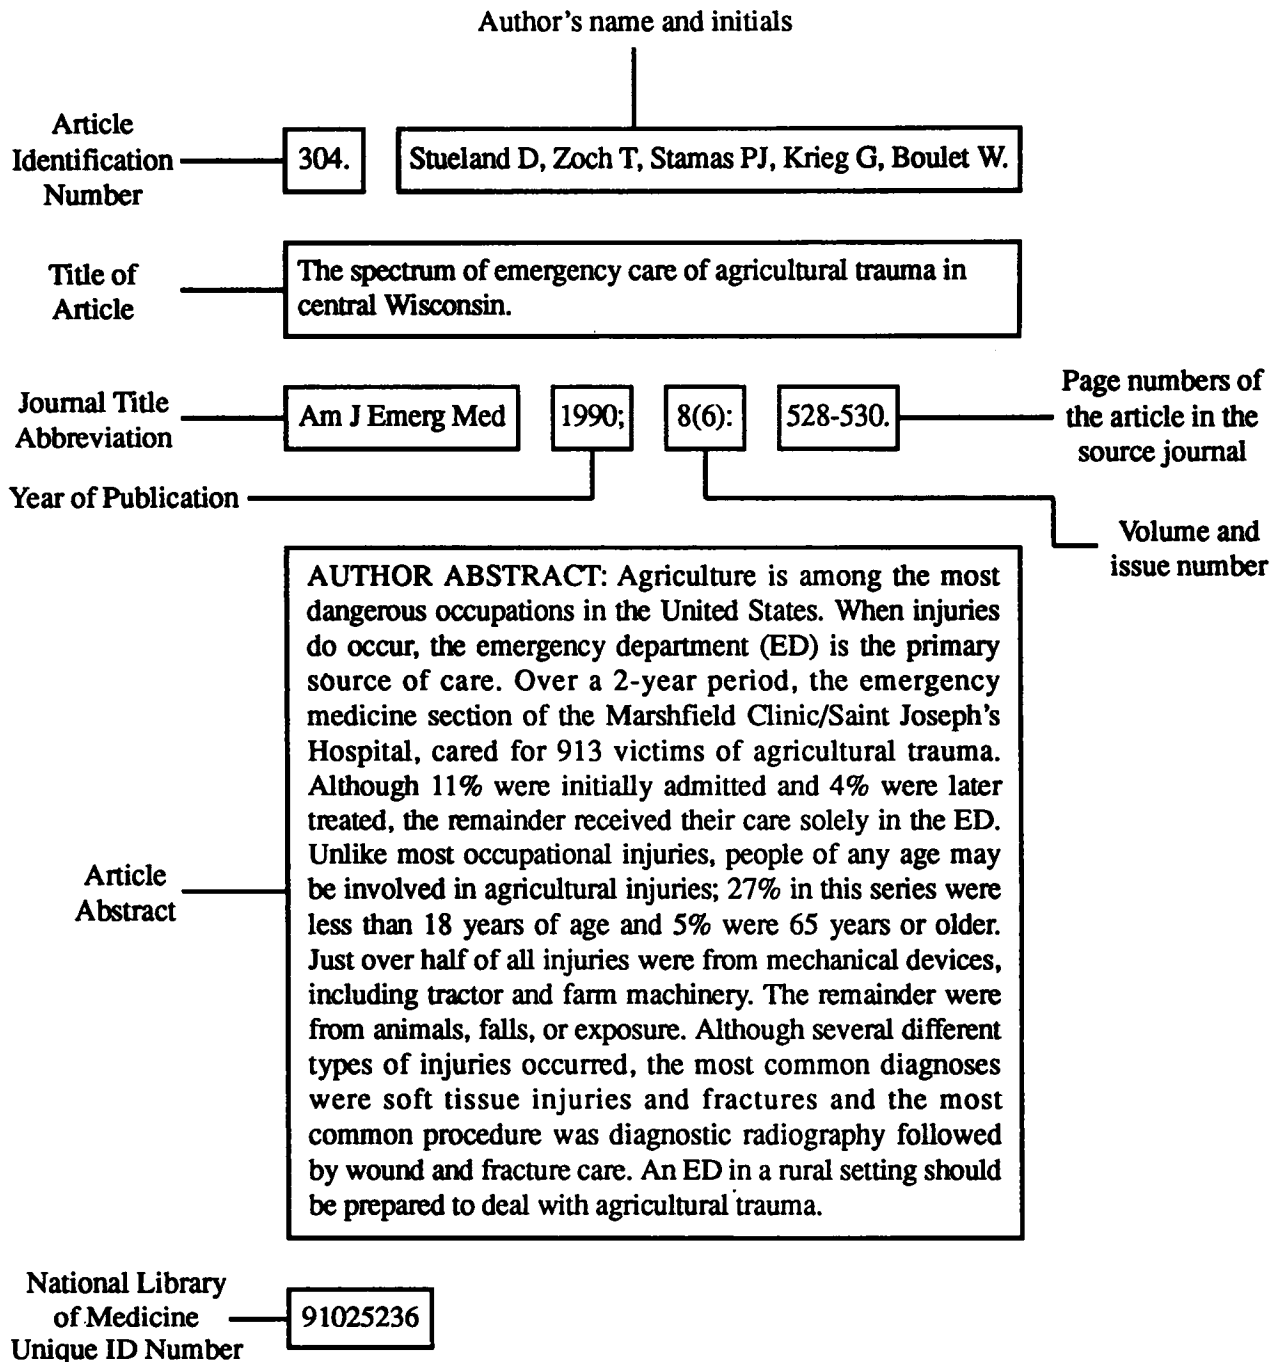 Author's name and initials
Article
Identification
Number
304.
Stueland D, Zoch T, Stamas PJ, Krieg G, Boulet W.
Title of
Article
The spectrum of emergency care of agricultural trauma in
central Wisconsin.
Journal Title
Abbreviation
Am J Emerg Med
1990;
8(6):
528-530.
Page numbers of
the article in the
source journal
Year of Publication
Volume and
issue number
Article
Abstract
AUTHOR ABSTRACT: Agriculture is among the most
dangerous occupations in the United States. When injuries
do occur, the emergency department (ED) is the primary
source of care. Over a 2-year period, the emergency
medicine section of the Marshfield Clinic/Saint Joseph's
Hospital, cared for 913 victims of agricultural trauma.
Although 11% were initially admitted and 4% were later
treated, the remainder received their care solely in the ED.
Unlike most occupational injuries, people of any age may
be involved in agricultural injuries; 27% in this series were
less than 18 years of age and 5% were 65 years or older.
Just over half of all injuries were from mechanical devices,
including tractor and farm machinery. The remainder were
from animals, falls, or exposure. Although several different
types of injuries occurred, the most common diagnoses
were soft tissue injuries and fractures and the most
common procedure was diagnostic radiography followed
by wound and fracture care. An ED in a rural setting should
be prepared to deal with agricultural trauma.
National Library
of Medicine
Unique ID Number
91025236